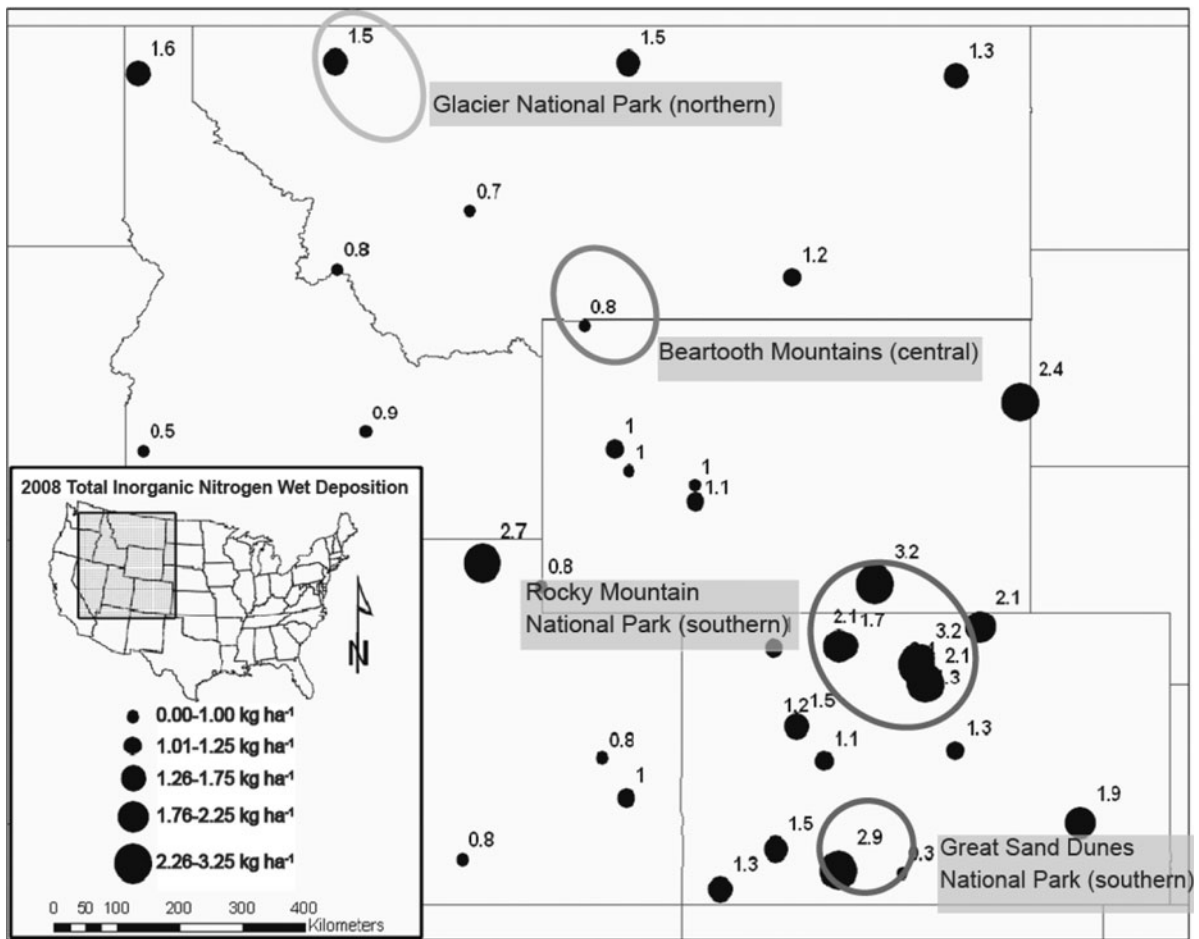 1.6
1.5
1.5
1.3
Glacier National Park (northern)
0.7
0.8
1.2
0.8
Beartooth Mountains (central)
2.4
0.9
0.5
1
1
1
1.1
2.7
0.8
3.2
Rocky Mountain
National Park (southern)
2.1
1.7
3.2
2.1
2.1
1.2
1.5
1.1
1.3
0.8
1
0.8
1.9
1.5
2.9
1.3
Great Sand Dunes
National Park (southern)
2008 Total Inorganic Nitrogen Wet Deposition
N
0.00-1.00 kg ha-1
1.01-1.25 kg ha-1
1.26-1.75 kg ha-1
1.76-2.25 kg ha-1
2.26-3.25 kg ha-1
0 50 100 200 300 400
Kilometers